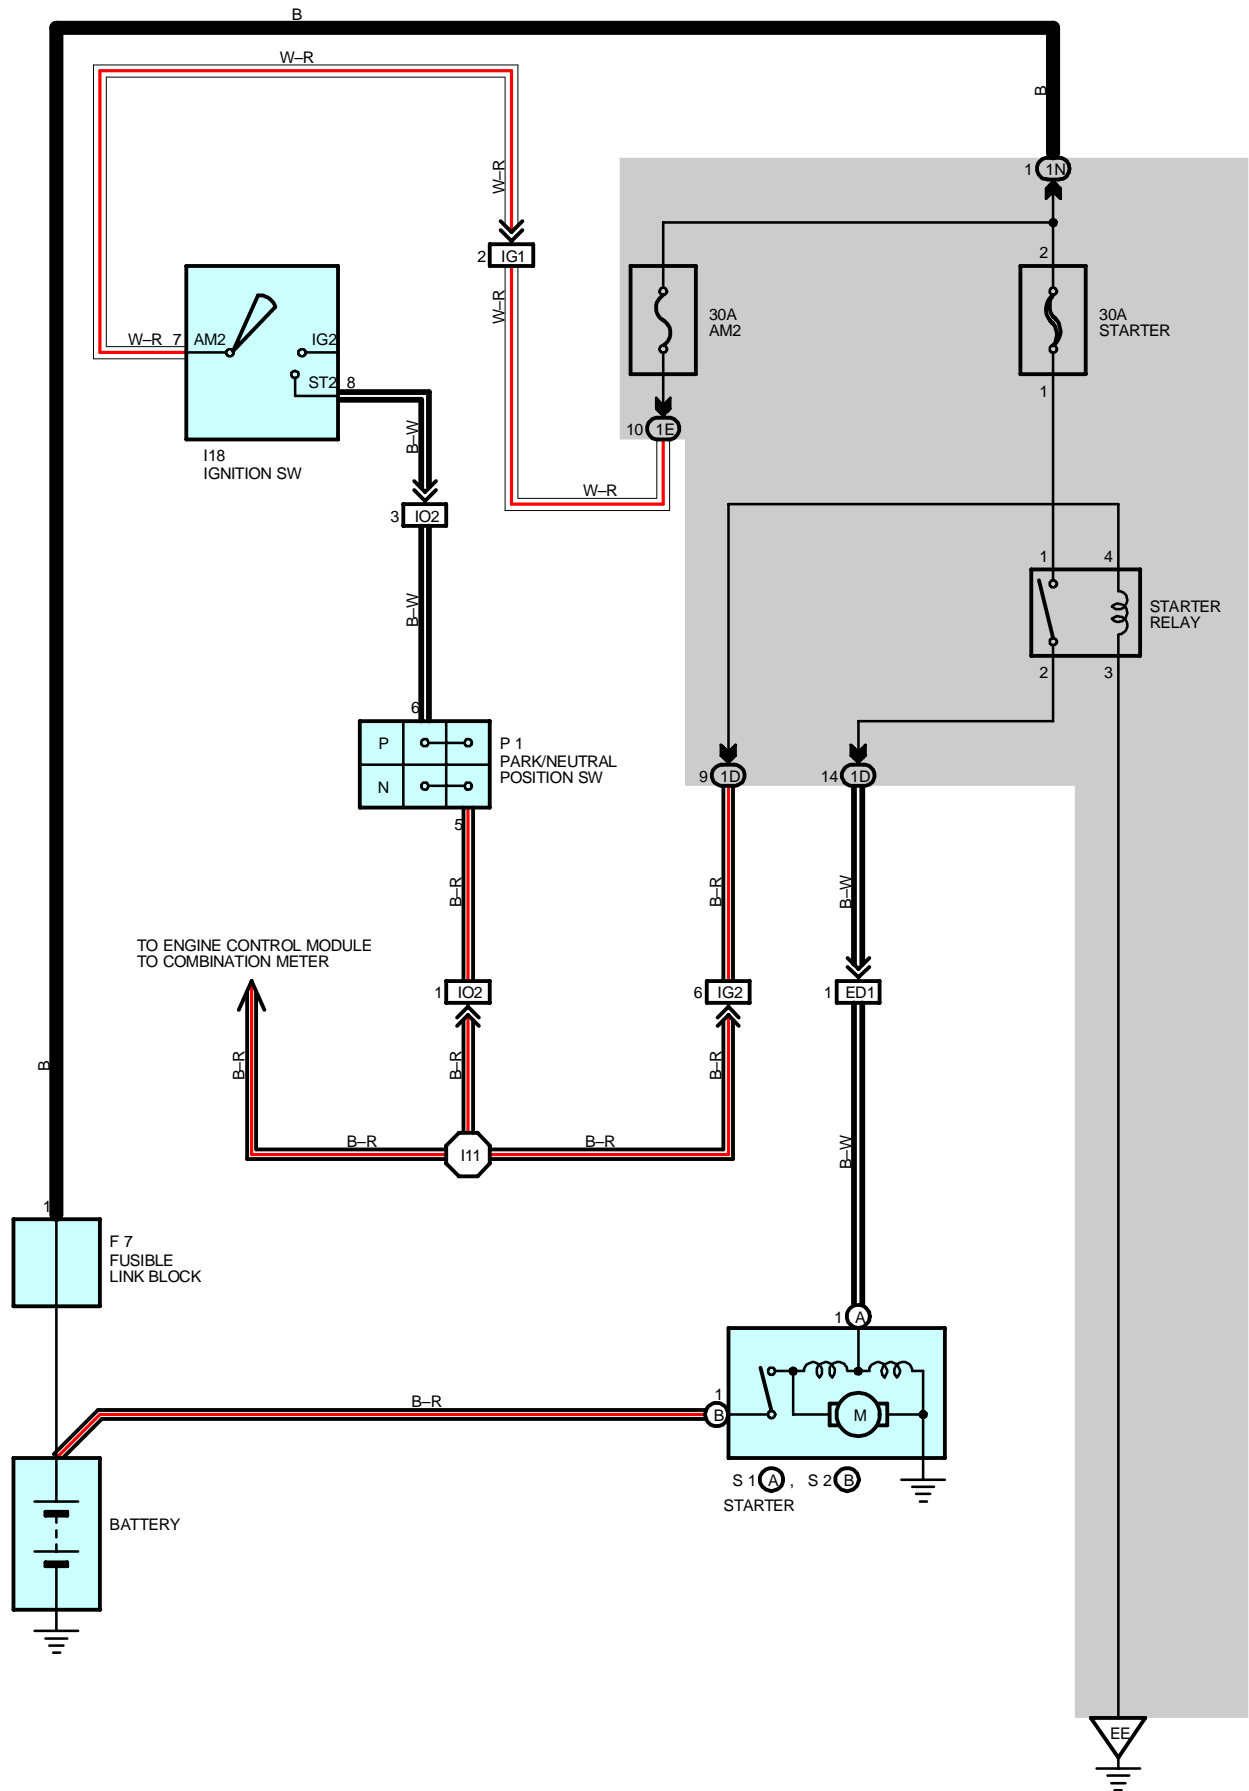 B
W–R
B
W–R
1 1N
2 IG1
2
W–R
30A
AM2
30A
STARTER
W–R 7 AM2
IG2
ST2 8
1
B–W
10 1E
I18
IGNITION SW
W–R
3 IO2
1 4
B–W
STARTER
RELAY
2 3
6
P
N
P 1
PARK/NEUTRAL
POSITION SW
9 1D
14 1D
5
B–R
B–R
B–W
TO ENGINE CONTROL MODULE
TO COMBINATION METER
1 IO2
6 IG2
1 ED1
B
B–R
B–R
B–R
B–R
B–R
B–W
I11
1
F 7
FUSIBLE
LINK BLOCK
1 A
B–R
1
B
M
S 1 A , S 2 B
STARTER
BATTERY
EE